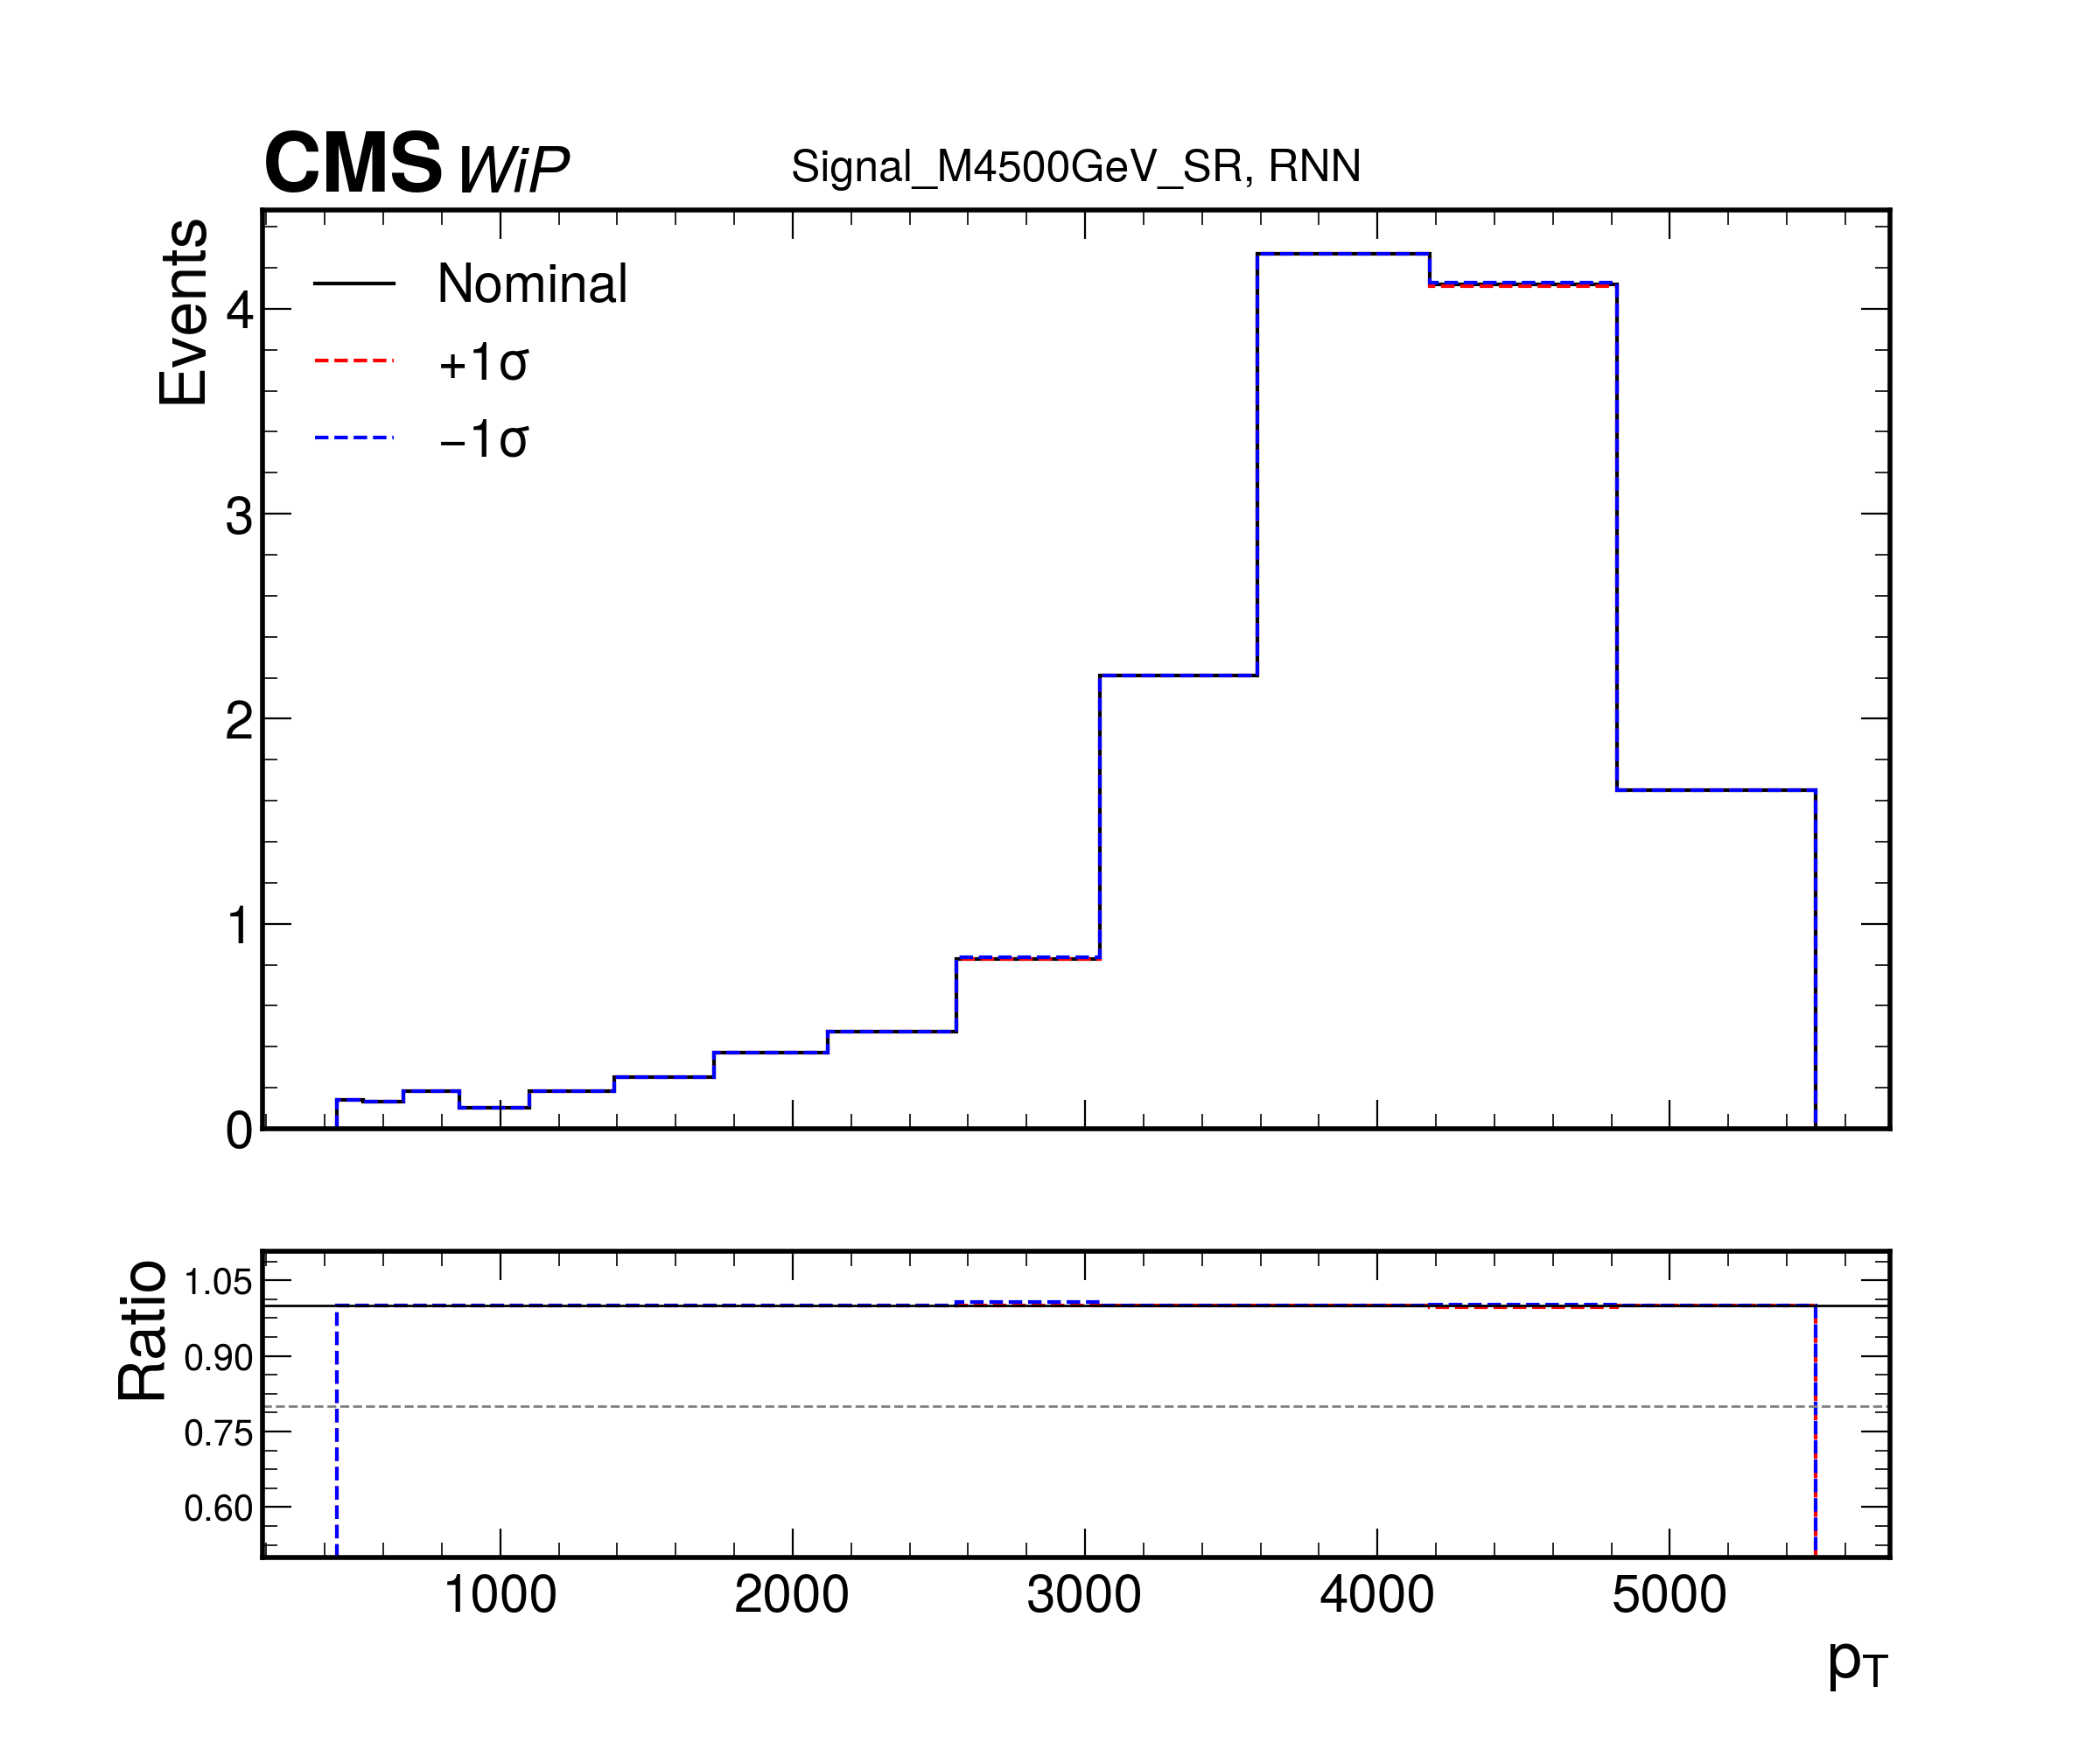 CMS WiP Signal_M4500GeV_SR, RNN
Events
Nominal
+1σ
−1σ
4
3
2
1
0
Ratio
1.05
0.90
0.75
0.60
1000 2000 3000 4000 5000
pT